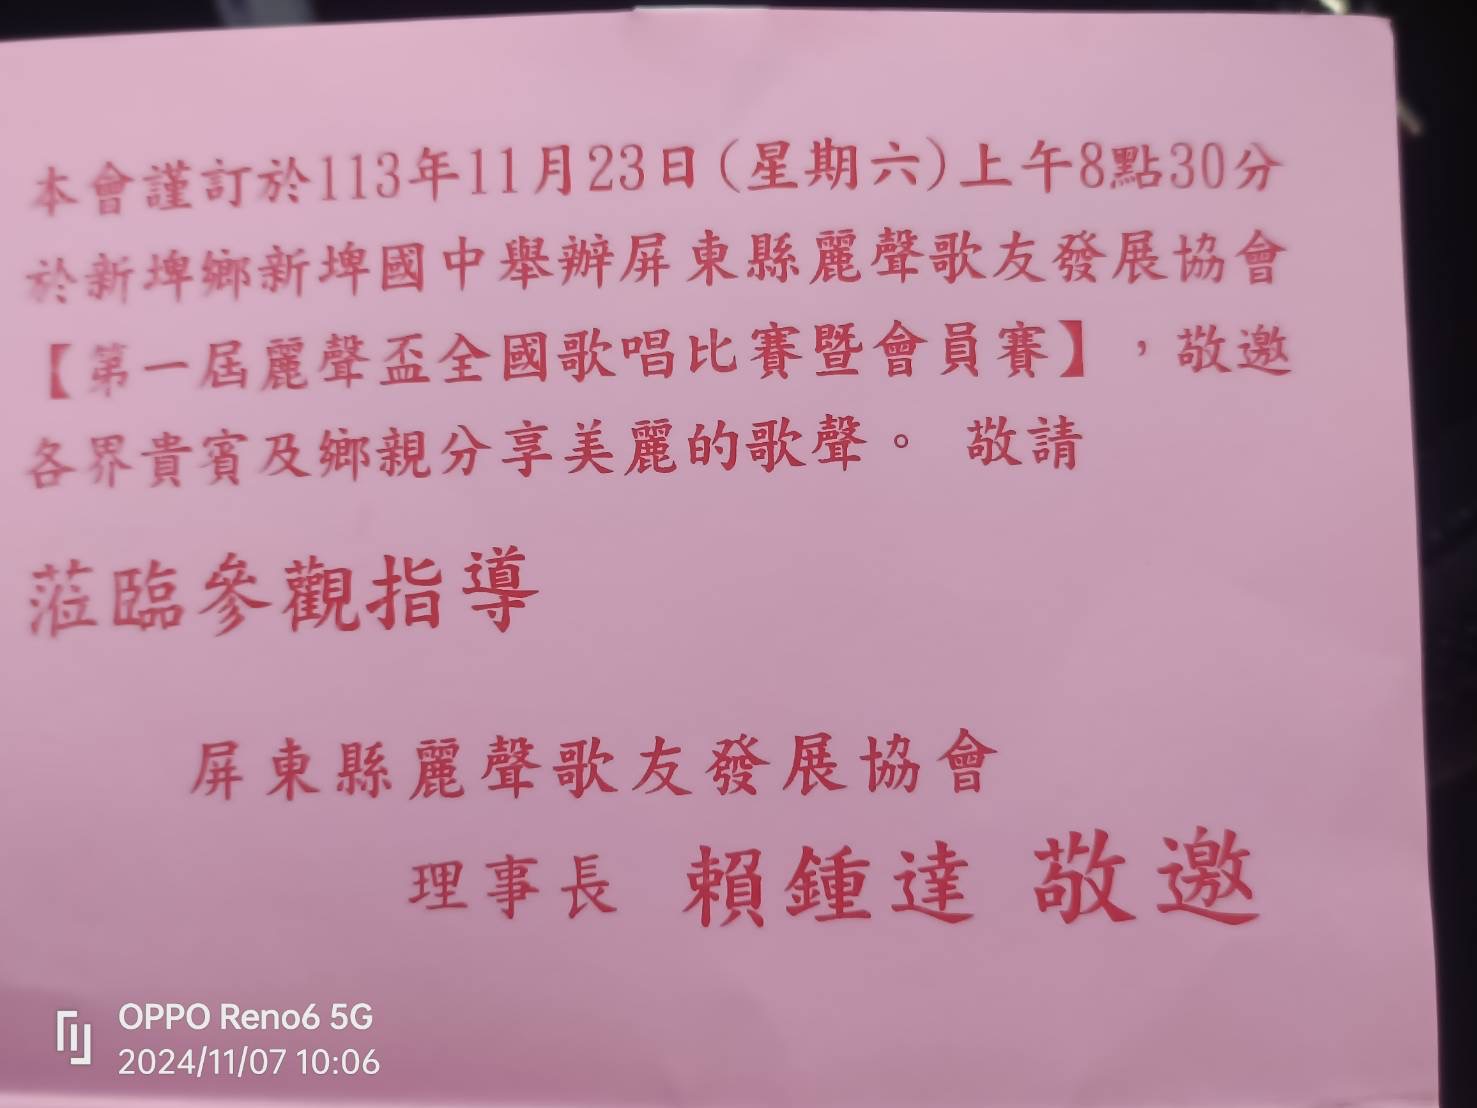 本會謹訂於113年11月23日(星期六)上午8點30分
於新埤鄉新埤國中舉辦屏東縣麗聲歌友發展協會
【第一屆麗聲盃全國歌唱比賽暨會員賽】,敬邀
各界貴賓及鄉親分享美麗的歌聲。 敬請
蒞臨參觀指導
屏東縣麗聲歌友發展協會
理事長 賴鍾達 敬邀
OPPO Reno6 5G
2024/11/07 10:06